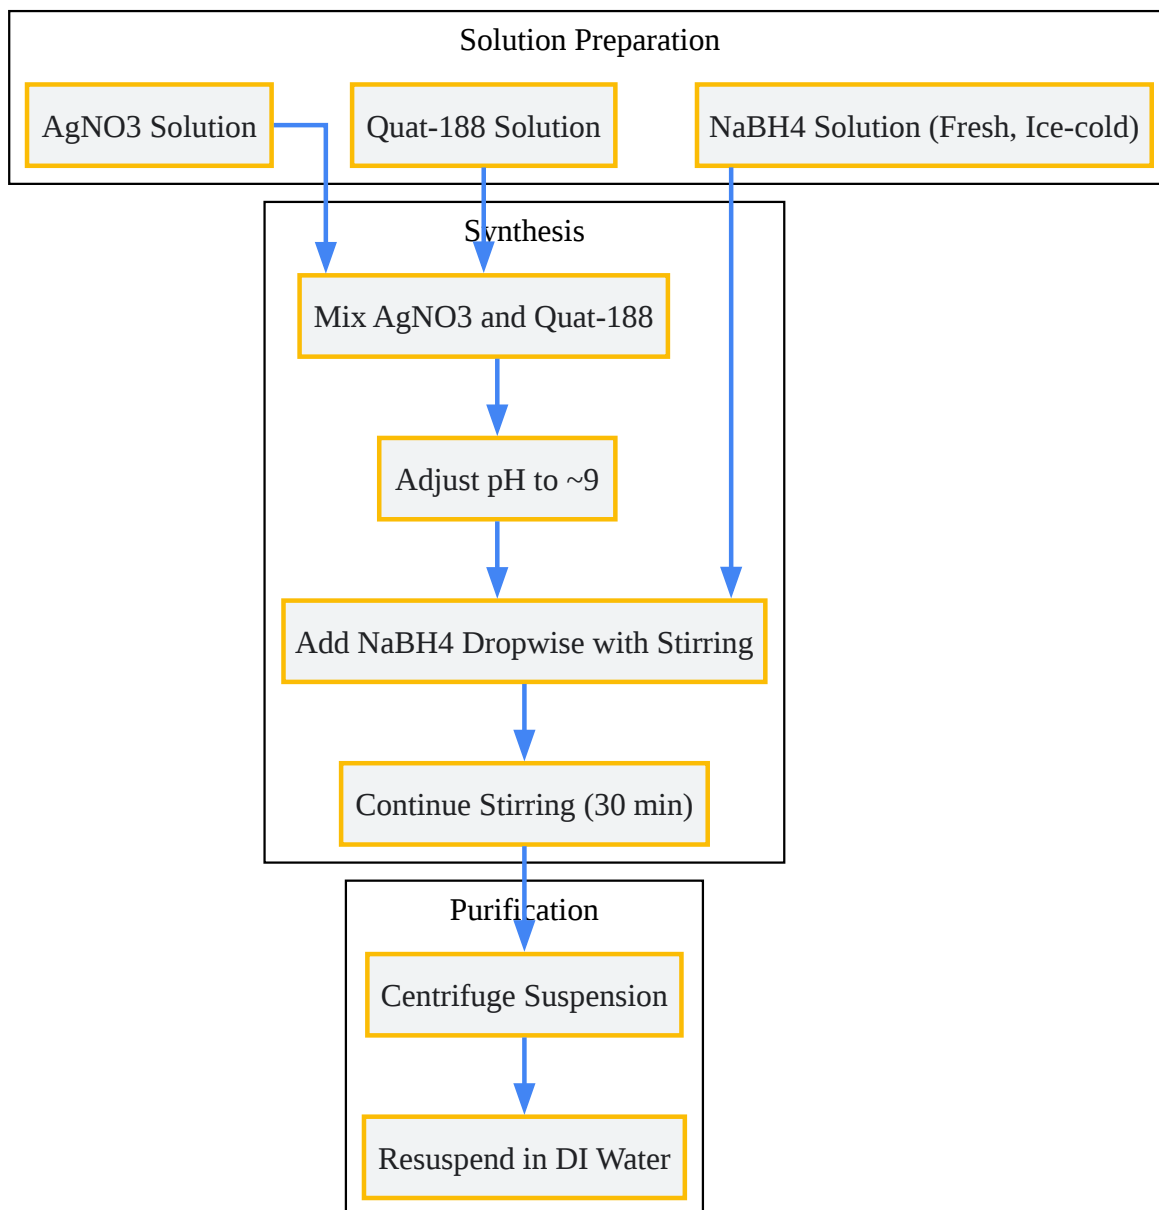 Solution Preparation
AgNO3 Solution
Quat-188 Solution
NaBH4 Solution (Fresh, Ice-cold)
Synthesis
Mix AgNO3 and Quat-188
Adjust pH to ~9
Add NaBH4 Dropwise with Stirring
Continue Stirring (30 min)
Purification
Centrifuge Suspension
Resuspend in DI Water